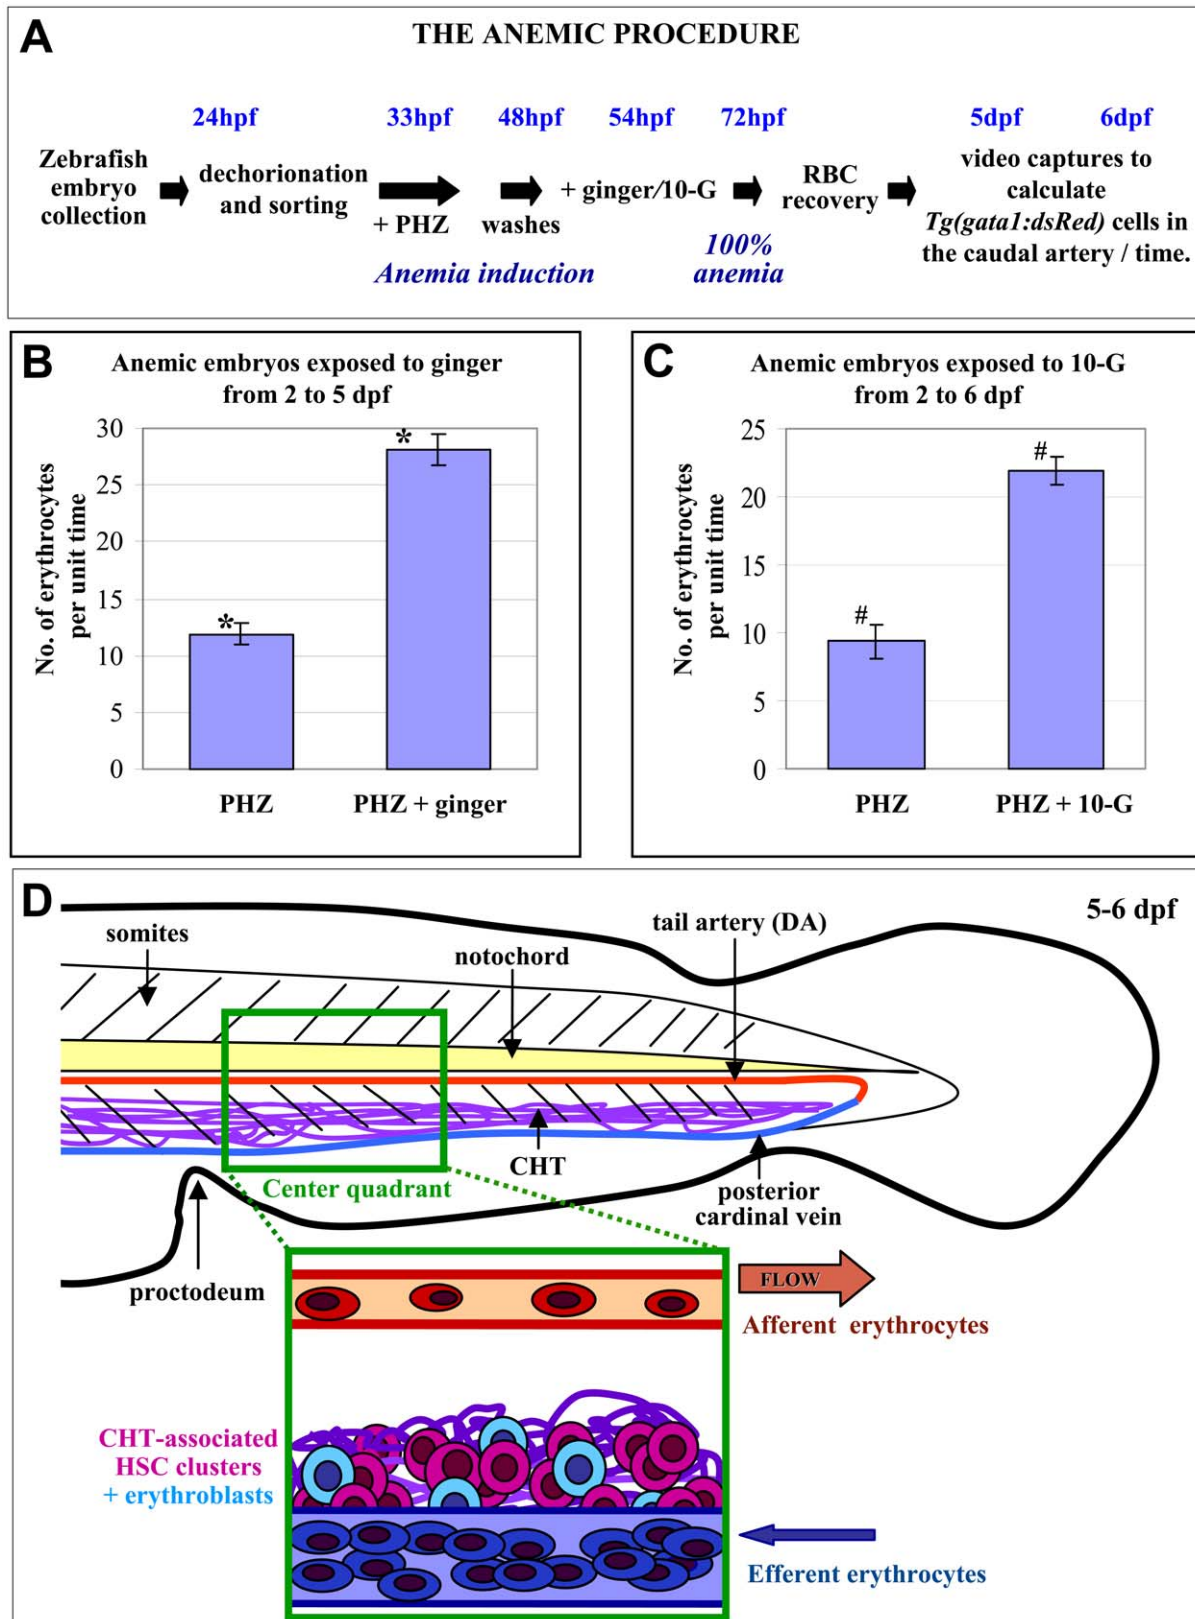 A
THE ANEMIC PROCEDURE
24hpf 33hpf 48hpf 54hpf 72hpf 5dpf 6dpf
Zebrafish
embryo
collection
dechorionation
and sorting
+ PHZ
washes
Anemia induction
+ ginger/10-G
100%
anemia
RBC
recovery
video captures to
calculate
Tg(gata1:dsRed) cells in
the caudal artery / time.
B
Anemic embryos exposed to ginger
from 2 to 5 dpf
No. of erythrocytes
per unit time
30
25
20
15
10
5
0
*
*
PHZ
PHZ + ginger
C
Anemic embryos exposed to 10-G
from 2 to 6 dpf
No. of erythrocytes
per unit time
25
20
15
10
5
0
#
#
PHZ
PHZ + 10-G
D
5-6 dpf
somites
notochord
tail artery (DA)
CHT
Center quadrant
posterior
cardinal vein
proctodeum
FLOW
Afferent erythrocytes
CHT-associated
HSC clusters
+ erythroblasts
Efferent erythrocytes